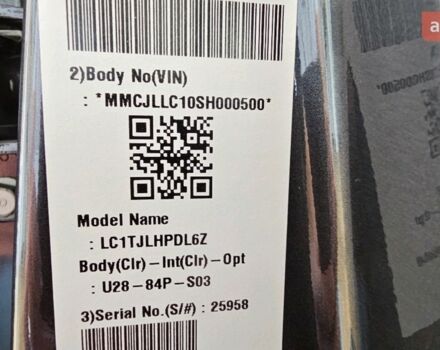 2)Body No(VIN)
: *MMCJLLC10SH000500*
Model Name
: LC1TJLHPDL6Z
Body(Clr)-Int(Clr)-Opt
: U28-84P-S03
3)Serial No.(S/#) : 25958
a